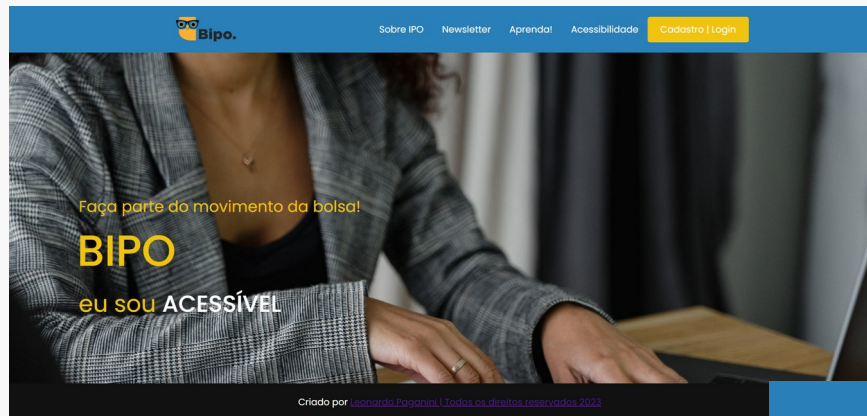 Bipo.
Sobre IPO Newsletter Aprenda! Acessibilidade Cadastro | Login
Faça parte do movimento da bolsa!
BIPO
eu sou ACESSÍVEL
Criado por Leonardo Paganini | Todos os direitos reservados 2023